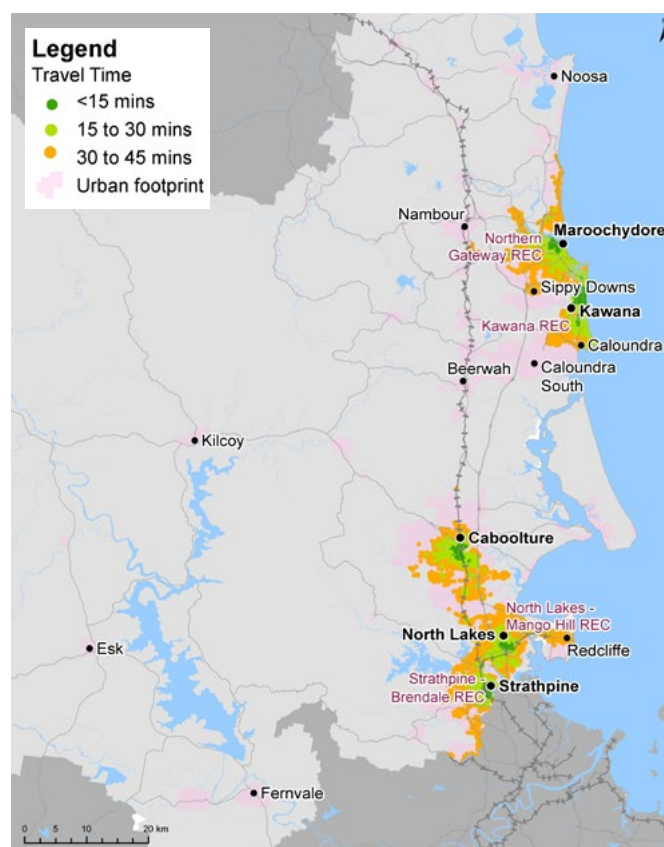 Legend
Travel Time
<15 mins
15 to 30 mins
30 to 45 mins
Urban footprint
Noosa
Nambour
Maroochydore
Northern
Gateway REC
Sippy Downs
Kawana
Kawana REC
Caloundra
Beerwah
Caloundra
South
Kilcoy
Caboolture
North Lakes -
Mango Hill REC
North Lakes
Redcliffe
Esk
Strathpine -
Brendale REC
Strathpine
Fernvale
0 5 10 20 km